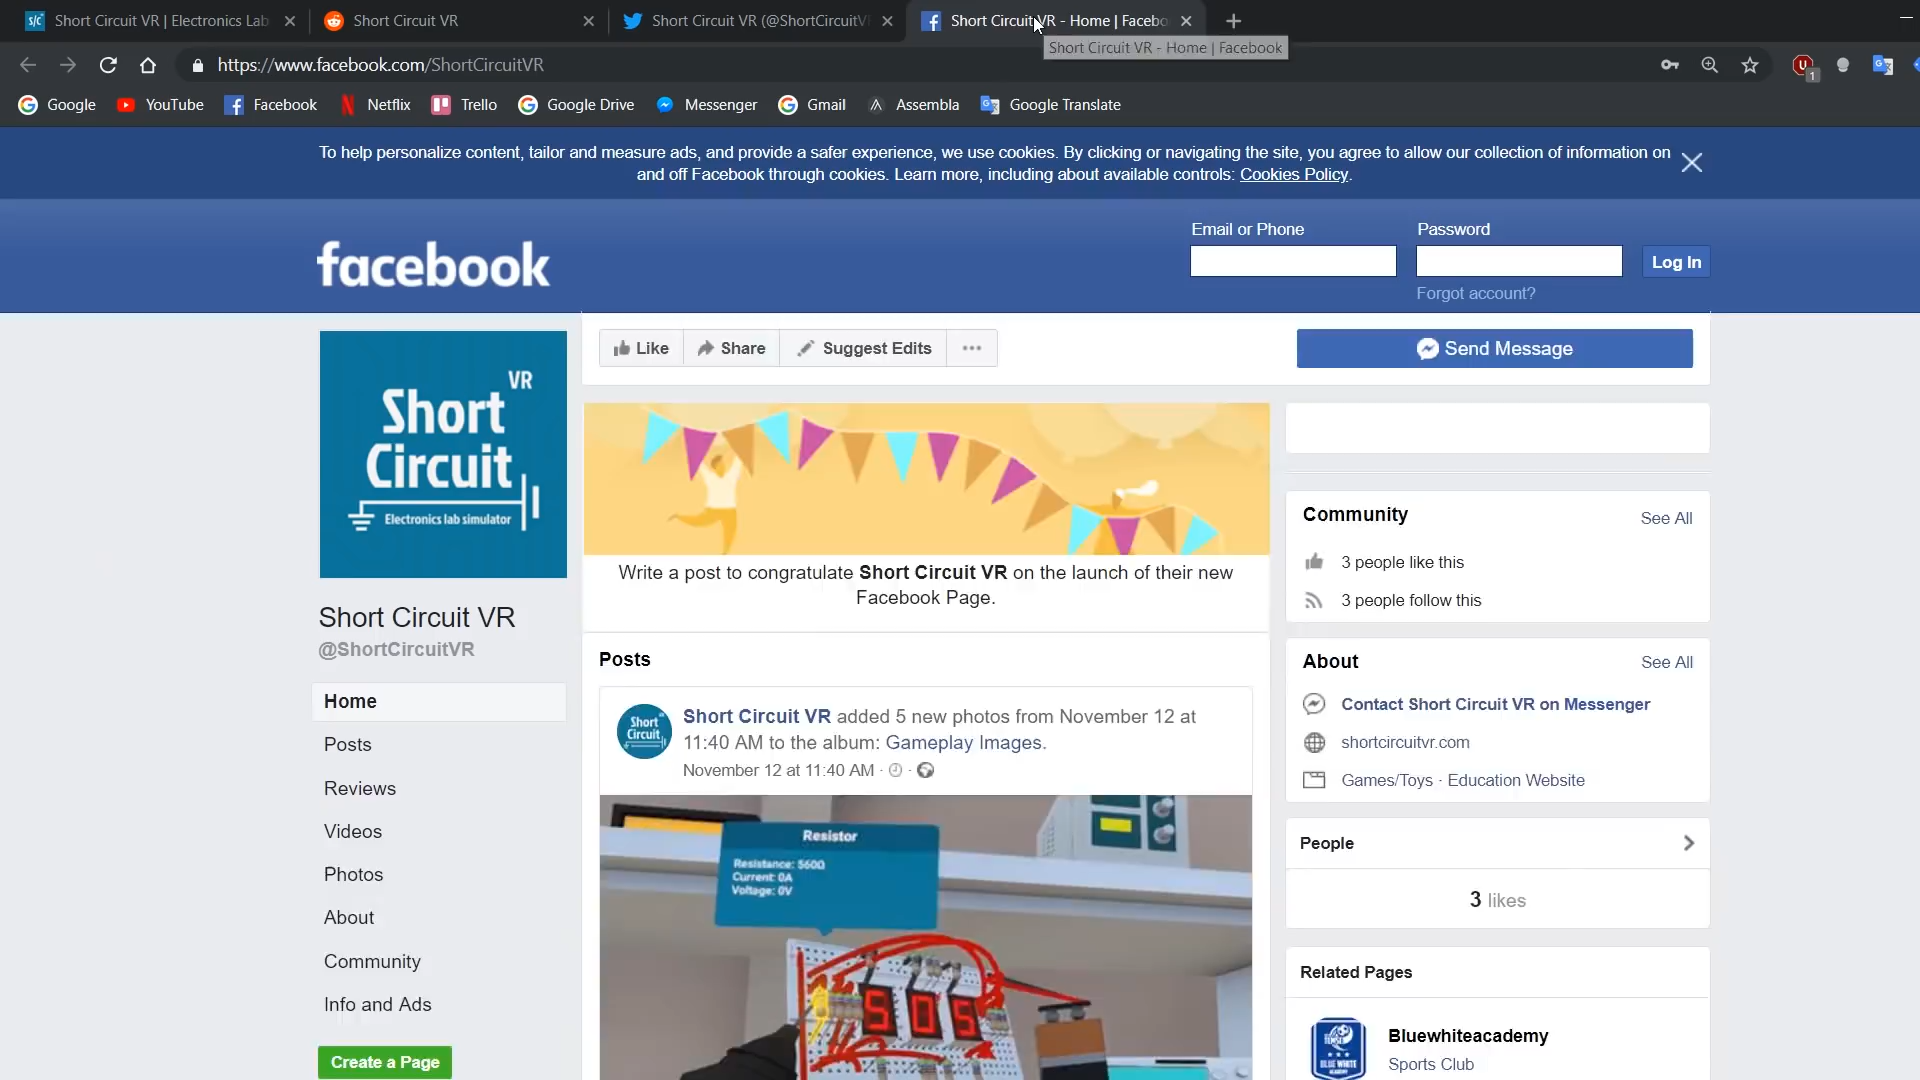 Short Circuit VR | Electronics Lab
Short Circuit VR
Short Circuit VR (@ShortCircuitVR
Short Circuit VR - Home | Facebo
Short Circuit VR - Home | Facebook
https://www.facebook.com/ShortCircuitVR
Google
YouTube
Facebook
Netflix
Trello
Google Drive
Messenger
Gmail
Assembla
Google Translate
To help personalize content, tailor and measure ads, and provide a safer experience, we use cookies. By clicking or navigating the site, you agree to allow our collection of information on
and off Facebook through cookies. Learn more, including about available controls: Cookies Policy.
facebook
Email or Phone
Password
Log In
Forgot account?
VR
Short
Circuit
Electronics lab simulator
Short Circuit VR
@ShortCircuitVR
Home
Posts
Reviews
Videos
Photos
About
Community
Info and Ads
Create a Page
Like
Share
Suggest Edits
Send Message
Write a post to congratulate Short Circuit VR on the launch of their new
Facebook Page.
Posts
Short
Circuit
Short Circuit VR added 5 new photos from November 12 at
11:40 AM to the album: Gameplay Images.
November 12 at 11:40 AM
Resistor
Resistance: 560Ω
Current: 0A
Voltage: 0V
505
Community
See All
3 people like this
3 people follow this
About
See All
Contact Short Circuit VR on Messenger
shortcircuitvr.com
Games/Toys · Education Website
People
3 likes
Related Pages
BLUE WHITE
Bluewhiteacademy
Sports Club